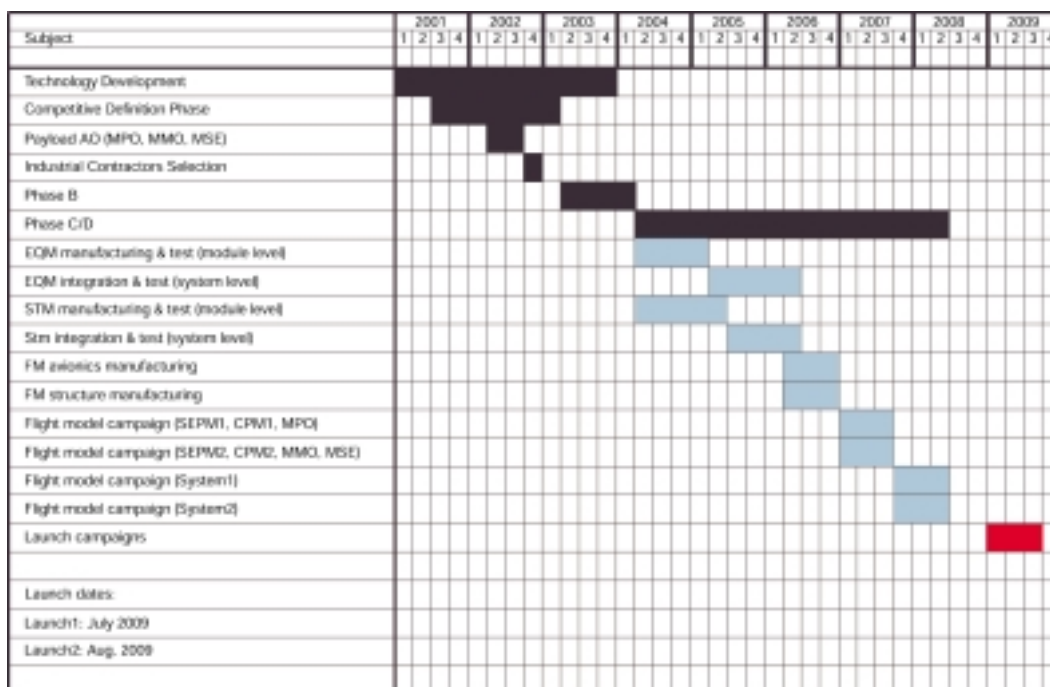 2001 2002 2003 2004 2005 2006 2007 2008 2009
Subject 1 2 3 4 1 2 3 4 1 2 3 4 1 2 3 4 1 2 3 4 1 2 3 4 1 2 3 4 1 2 3 4 1 2 3 4
Technology Development
Competitive Definition Phase
Payload AO (MPO, MMO, MSE)
Industrial Contractors Selection
Phase B
Phase C/D
EQM manufacturing & test (module level)
EQM integration & test (system level)
STM manufacturing & test (module level)
Stm integration & test (system level)
FM avionics manufacturing
FM structure manufacturing
Flight model campaign (SEPM1, CPM1, MPO)
Flight model campaign (SEPM2, CPM2, MMO, MSE)
Flight model campaign (System1)
Flight model campaign (System2)
Launch campaigns
Launch dates:
Launch1: July 2009
Launch2: Aug. 2009